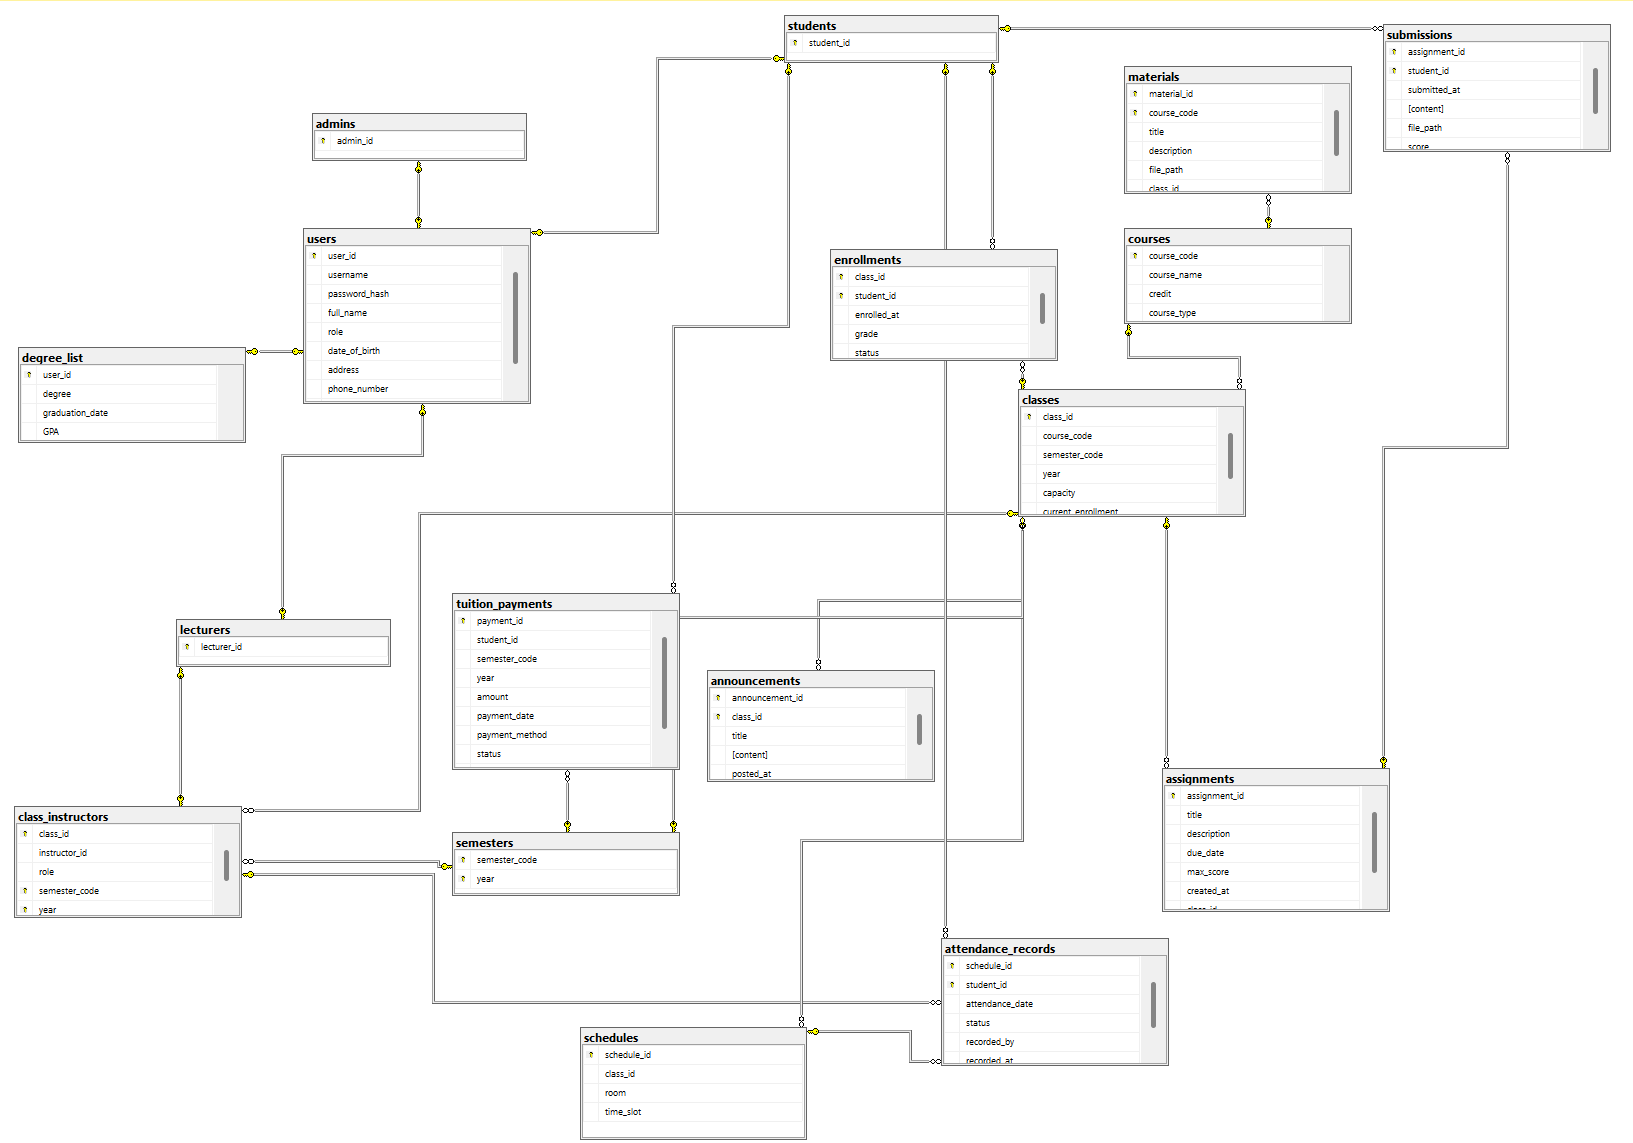 students
student_id
submissions
assignment_id
student_id
submitted_at
[content]
file_path
score
materials
material_id
course_code
title
description
file_path
class_id
admins
admin_id
users
user_id
username
password_hash
full_name
role
date_of_birth
address
phone_number
courses
course_code
course_name
credit
course_type
enrollments
class_id
student_id
enrolled_at
grade
status
degree_list
user_id
degree
graduation_date
GPA
classes
class_id
course_code
semester_code
year
capacity
current_enrollment
lecturers
lecturer_id
tuition_payments
payment_id
student_id
semester_code
year
amount
payment_date
payment_method
status
announcements
announcement_id
class_id
title
[content]
posted_at
assignments
assignment_id
title
description
due_date
max_score
created_at
class_id
class_instructors
class_id
instructor_id
role
semester_code
year
semesters
semester_code
year
attendance_records
schedule_id
student_id
attendance_date
status
recorded_by
recorded_at
schedules
schedule_id
class_id
room
time_slot